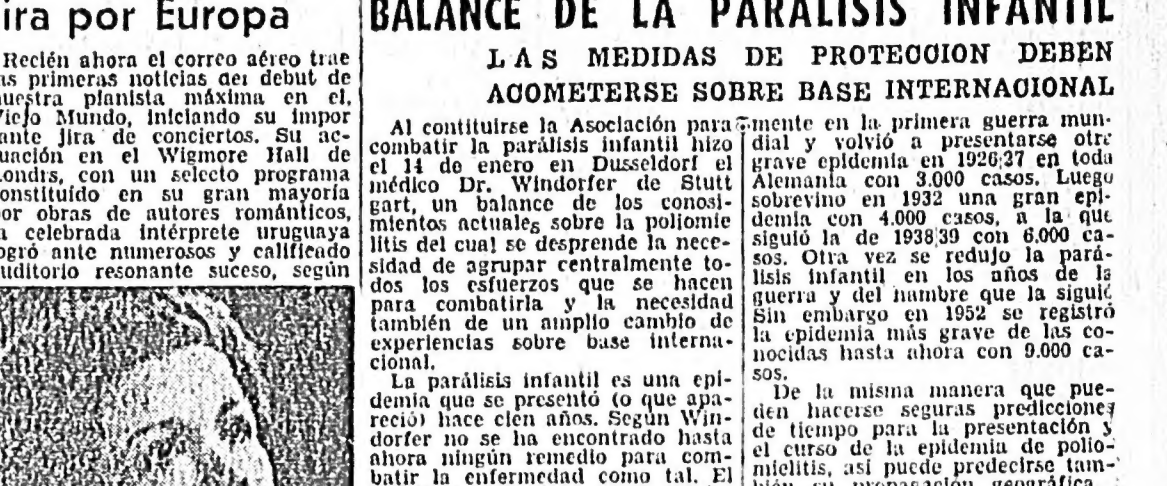 ira por Europa
Recién ahora el correo aéreo trae
as primeras noticias del debut de
nuestra pianista máxima en el,
Viejo Mundo, iniciando su impor
ante jira de conciertos. Su ac-
uación en el Wigmore Hall de
Londrs, con un selecto programa
onstituído en su gran mayoría
or obras de autores románticos,
a celebrada intérprete uruguaya
ogró ante numerosos y calificado
uditorio resonante suceso, según
BALANCE DE LA PARALISIS INFANTIL
LAS MEDIDAS DE PROTECCION DEBEN
ACOMETERSE SOBRE BASE INTERNACIONAL
Al contituirse la Asociación para
combatir la parálisis infantil hizo
el 14 de enero en Dusseldorf el
médico Dr. Windorfer de Stutt
gart, un balance de los conosi-
mientos actuales sobre la poliomie
litis del cual se desprende la nece-
sidad de agrupar centralmente to-
dos los esfuerzos que se hacen
para combatirla y la necesidad
también de un amplio cambio de
experiencias sobre base interna-
cional.
La parálisis infantil es una epi-
demia que se presentó (o que apa-
reció) hace cien años. Según Win-
dorfer no se ha encontrado hasta
ahora ningún remedio para com-
batir la enfermedad como tal. El
mente en la primera guerra mun-
dial y volvió a presentarse otra
grave epidemia en 1926|37 en toda
Alemania con 3.000 casos. Luego
sobrevino en 1932 una gran epi-
demia con 4.000 casos, a la que
siguió la de 1938|39 con 6.000 ca-
sos. Otra vez se redujo la pará-
lisis infantil en los años de la
guerra y del hambre que la siguió
Sin embargo en 1952 se registró
la epidemia más grave de las co-
nocidas hasta ahora con 9.000 ca-
sos.
De la misma manera que pue-
den hacerse seguras predicciones
de tiempo para la presentación y
el curso de la epidemia de polio-
mielitis, así puede predecirse tam-
bién su propagación geográfica